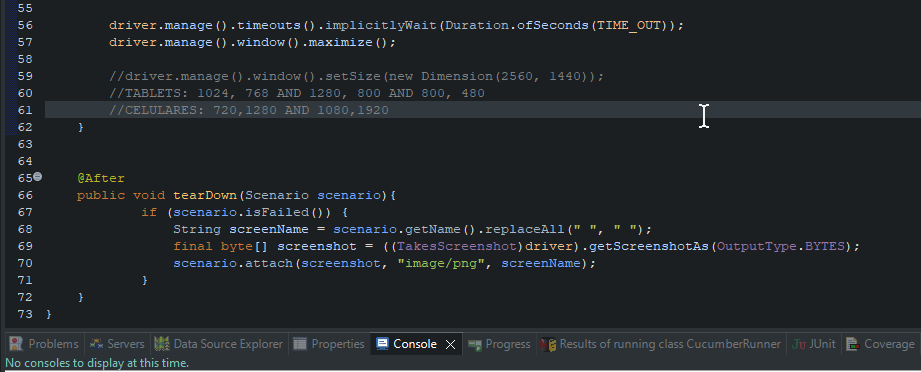 55
56 driver.manage().timeouts().implicitlyWait(Duration.ofSeconds(TIME_OUT));
57 driver.manage().window().maximize();
58
59 //driver.manage().window().setSize(new Dimension(2560, 1440));
60 //TABLETS: 1024, 768 AND 1280, 800 AND 800, 480
61 //CELULARES: 720,1280 AND 1080,1920
62 }
63
64
65 @After
66 public void tearDown(Scenario scenario){
67 if (scenario.isFailed()) {
68 String screenName = scenario.getName().replaceAll(" ", " ");
69 final byte[] screenshot = ((TakesScreenshot)driver).getScreenshotAs(OutputType.BYTES);
70 scenario.attach(screenshot, "image/png", screenName);
71 }
72 }
73 }
Problems Servers Data Source Explorer Properties Console Progress Results of running class CucumberRunner JUnit Coverage
No consoles to display at this time.